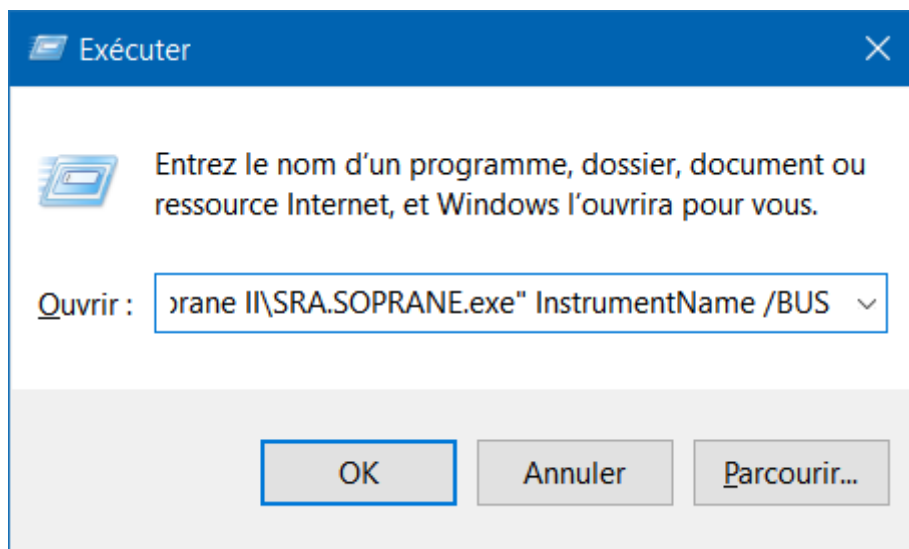 Exécuter
Entrez le nom d’un programme, dossier, document ou
ressource Internet, et Windows l’ouvrira pour vous.
Ouvrir : prane II\SRA.SOPRANE.exe" InstrumentName /BUS
OK Annuler Parcourir...